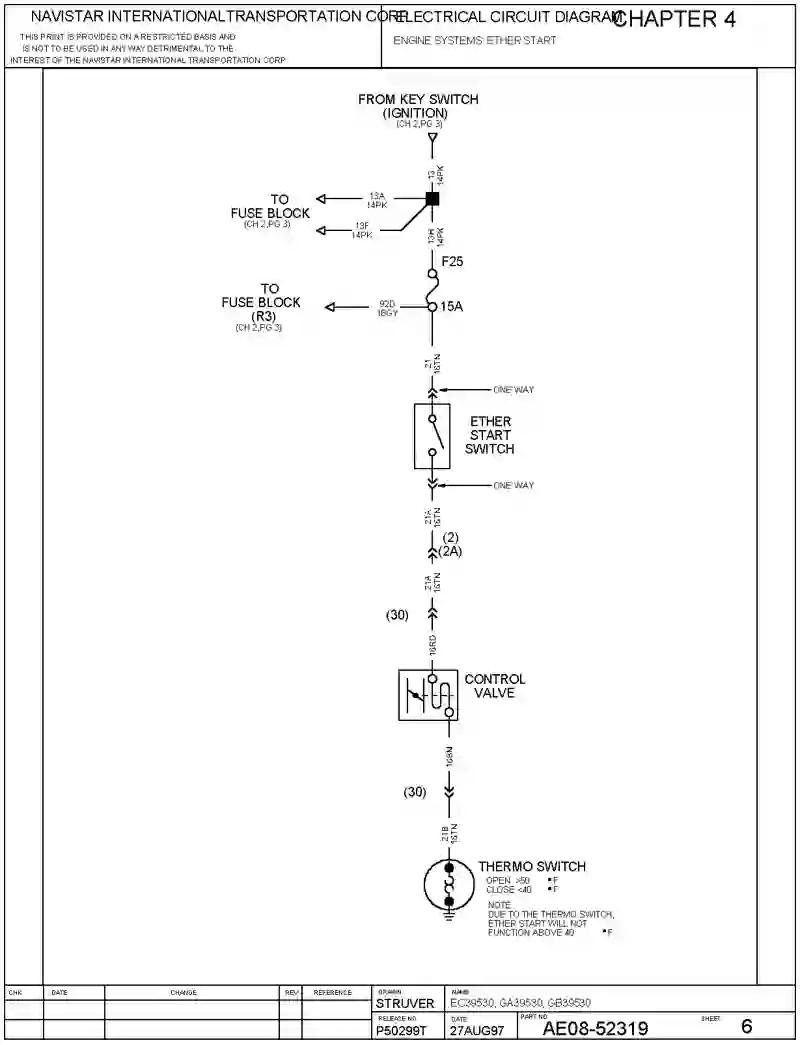 NAVISTAR INTERNATIONAL TRANSPORTATION CORP.
ELECTRICAL CIRCUIT DIAGRAM
CHAPTER 4
THIS PRINT IS PROVIDED ON A RESTRICTED BASIS AND
IS NOT TO BE USED IN ANY WAY DETRIMENTAL TO THE
INTEREST OF THE NAVISTAR INTERNATIONAL TRANSPORTATION CORP.
ENGINE SYSTEMS: ETHER START
FROM KEY SWITCH
(IGNITION)
(CH 2,PG 3)
13
14PK
TO
FUSE BLOCK
(CH 2,PG 3)
13A
14PK
13F
14PK
13H
14PK
F25
TO
FUSE BLOCK
(R3)
(CH 2,PG 3)
92D
18GY
15A
21
16TN
ONE WAY
ETHER
START
SWITCH
ONE WAY
21A
16TN
(2)
(2A)
21A
16TN
(30)
16RD
CONTROL
VALVE
16BN
(30)
21B
16TN
THERMO SWITCH
OPEN >50 °F
CLOSE <40 °F
NOTE
DUE TO THE THERMO SWITCH,
ETHER START WILL NOT
FUNCTION ABOVE 40 °F
CHK
DATE
CHANGE
REV
REFERENCE
DRAWN
STRUVER
NAME
EC39530, GA39530, GB39530
RELEASE NO.
P50299T
DATE
27AUG97
PART NO.
AE08-52319
SHEET
6